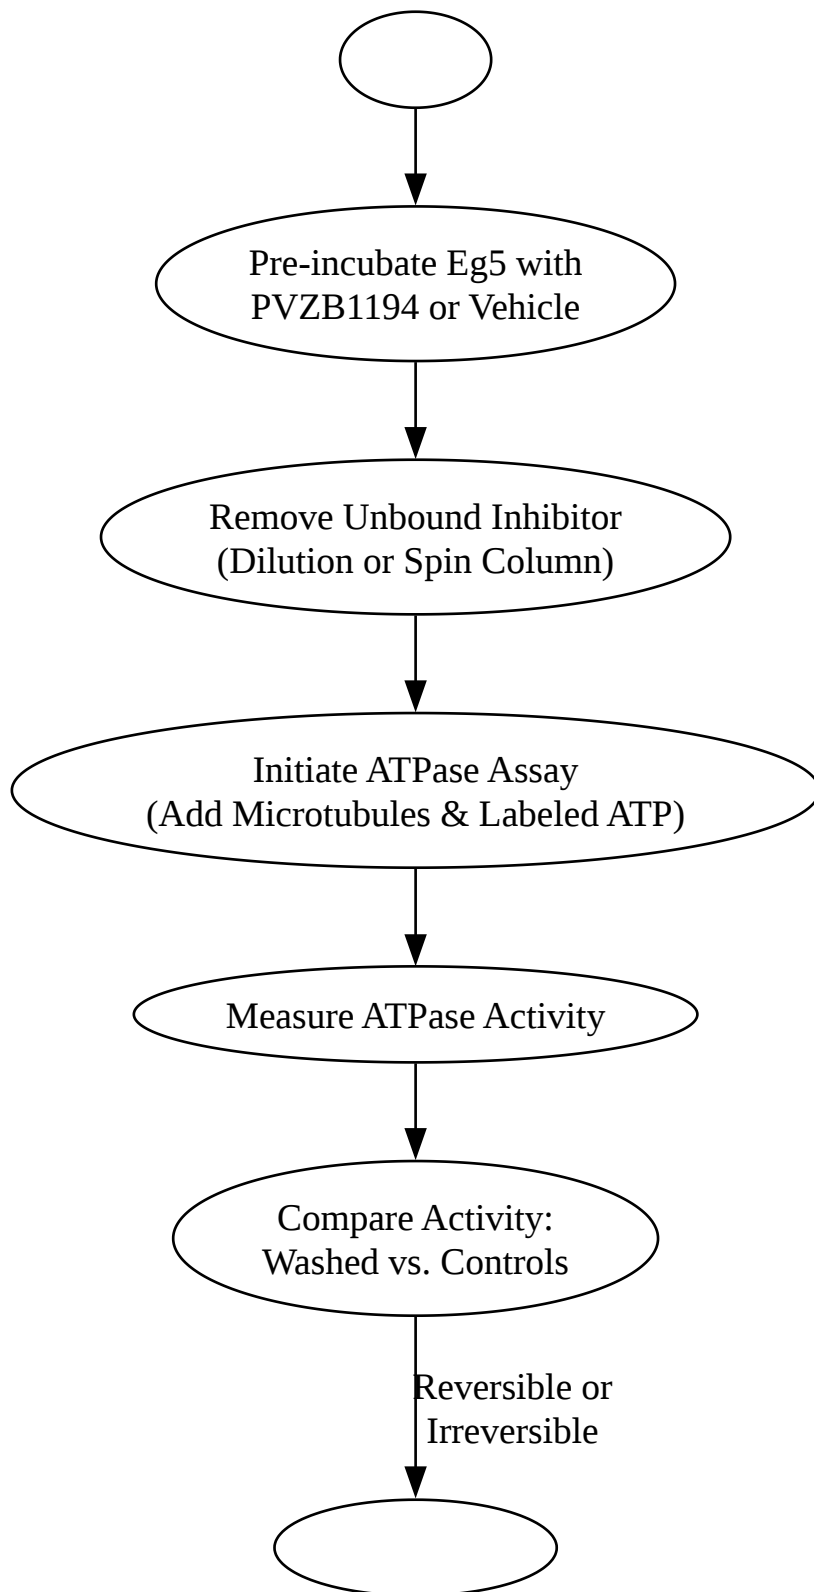 Pre-incubate Eg5 with
PVZB1194 or Vehicle
Remove Unbound Inhibitor
(Dilution or Spin Column)
Initiate ATPase Assay
(Add Microtubules & Labeled ATP)
Measure ATPase Activity
Compare Activity:
Washed vs. Controls
Reversible or
Irreversible